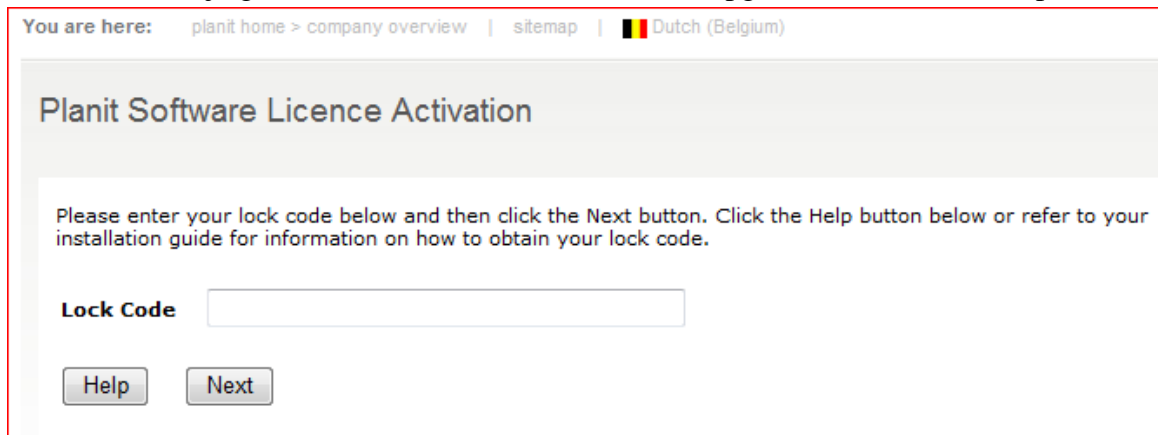 You are here: planit home > company overview | sitemap | Dutch (Belgium)
Planit Software Licence Activation
Please enter your lock code below and then click the Next button. Click the Help button below or refer to your
installation guide for information on how to obtain your lock code.
Lock Code
Help Next